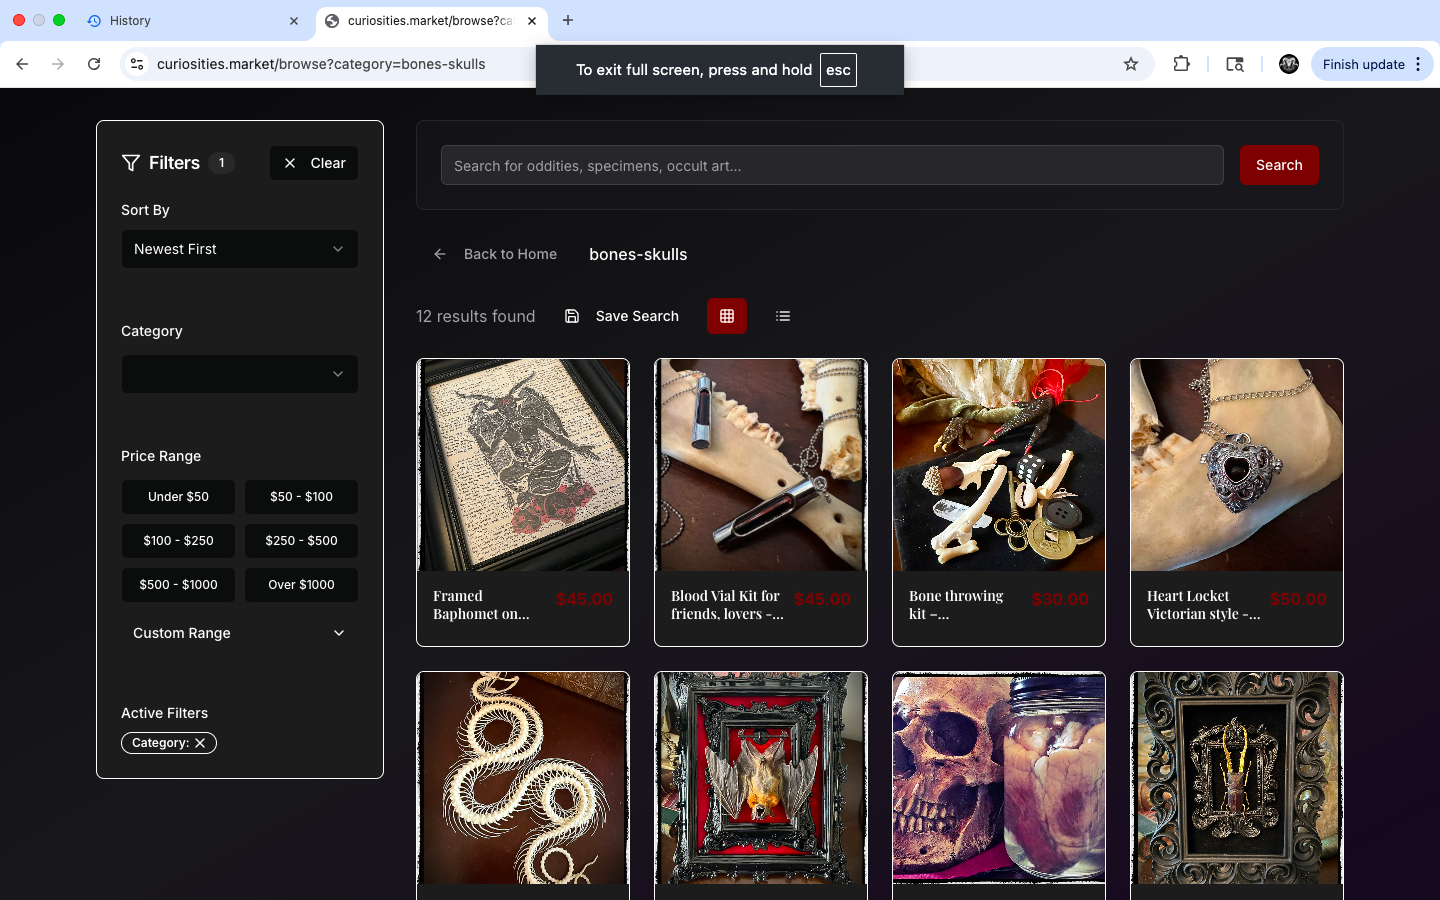 History
curiosities.market/browse?ca
curiosities.market/browse?category=bones-skulls
To exit full screen, press and hold esc
Finish update
Filters 1
Clear
Sort By
Newest First
Category
Price Range
Under $50
$50 - $100
$100 - $250
$250 - $500
$500 - $1000
Over $1000
Custom Range
Active Filters
Category:
Search for oddities, specimens, occult art...
Search
Back to Home
bones-skulls
12 results found
Save Search
Framed
Baphomet on...
$45.00
Blood Vial Kit for
friends, lovers -...
$45.00
Bone throwing
kit –...
$30.00
Heart Locket
Victorian style -...
$50.00